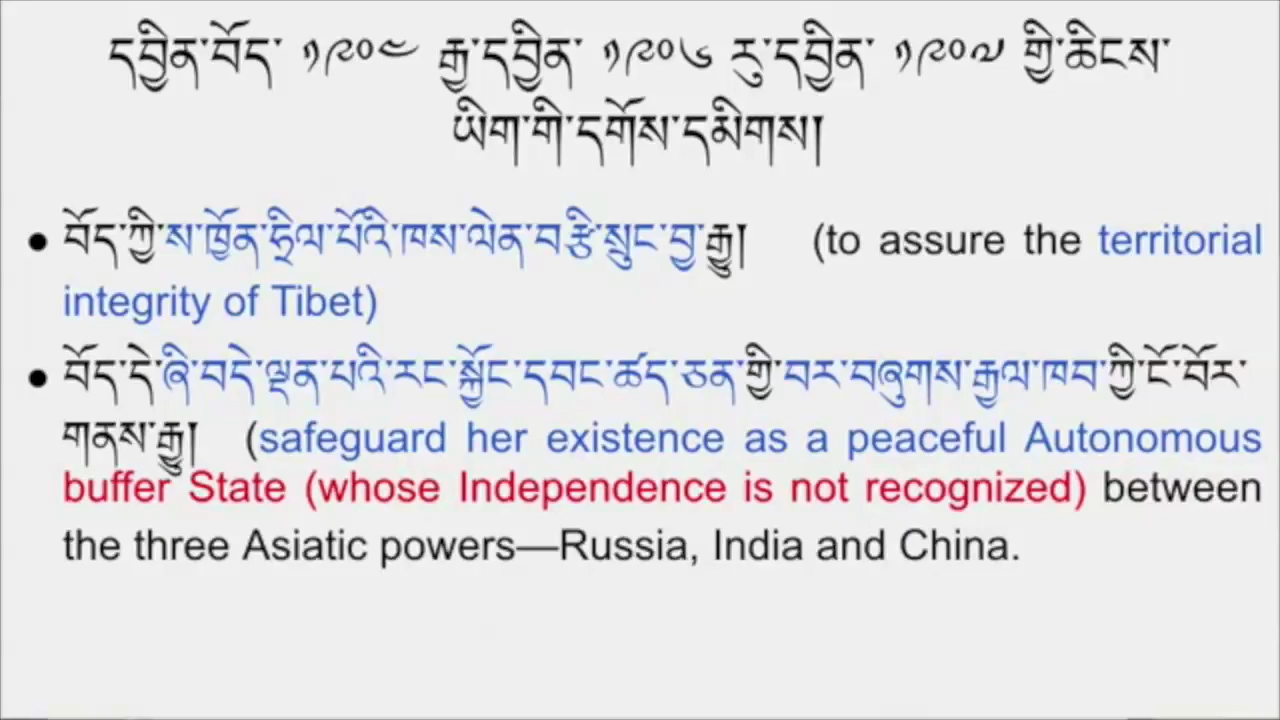 དབྱིན་བོད་ ༡༩༠༤ རྒྱ་དབྱིན་ ༡༩༠༦ རུ་དབྱིན་ ༡༩༠༧ གྱི་ཆིངས་
ཡིག་གི་དགོས་དམིགས།
• བོད་ཀྱི་ས་ཁྱོན་ཧྲིལ་པོའི་ཁས་ལེན་བརྩི་སྲུང་བྱ་རྒྱུ། (to assure the territorial
integrity of Tibet)
• བོད་དེ་ཞི་བདེ་ལྡན་པའི་རང་སྐྱོང་དབང་ཚད་ཅན་གྱི་བར་བཞུགས་རྒྱལ་ཁབ་ཀྱི་ངོ་བོར་
གནས་རྒྱུ། (safeguard her existence as a peaceful Autonomous
buffer State (whose Independence is not recognized) between
the three Asiatic powers—Russia, India and China.